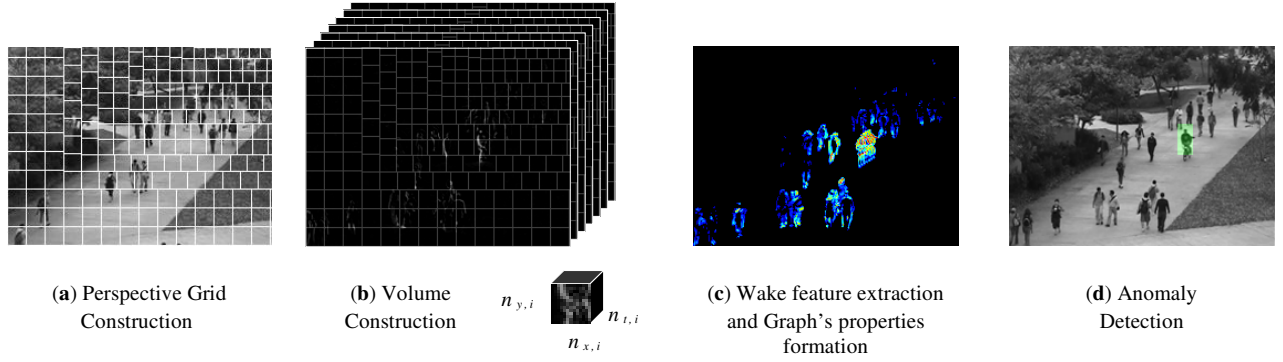 (a) Perspective Grid
Construction
(b) Volume
Construction
n y, i
n t, i
n x, i
(c) Wake feature extraction
and Graph's properties
formation
(d) Anomaly
Detection